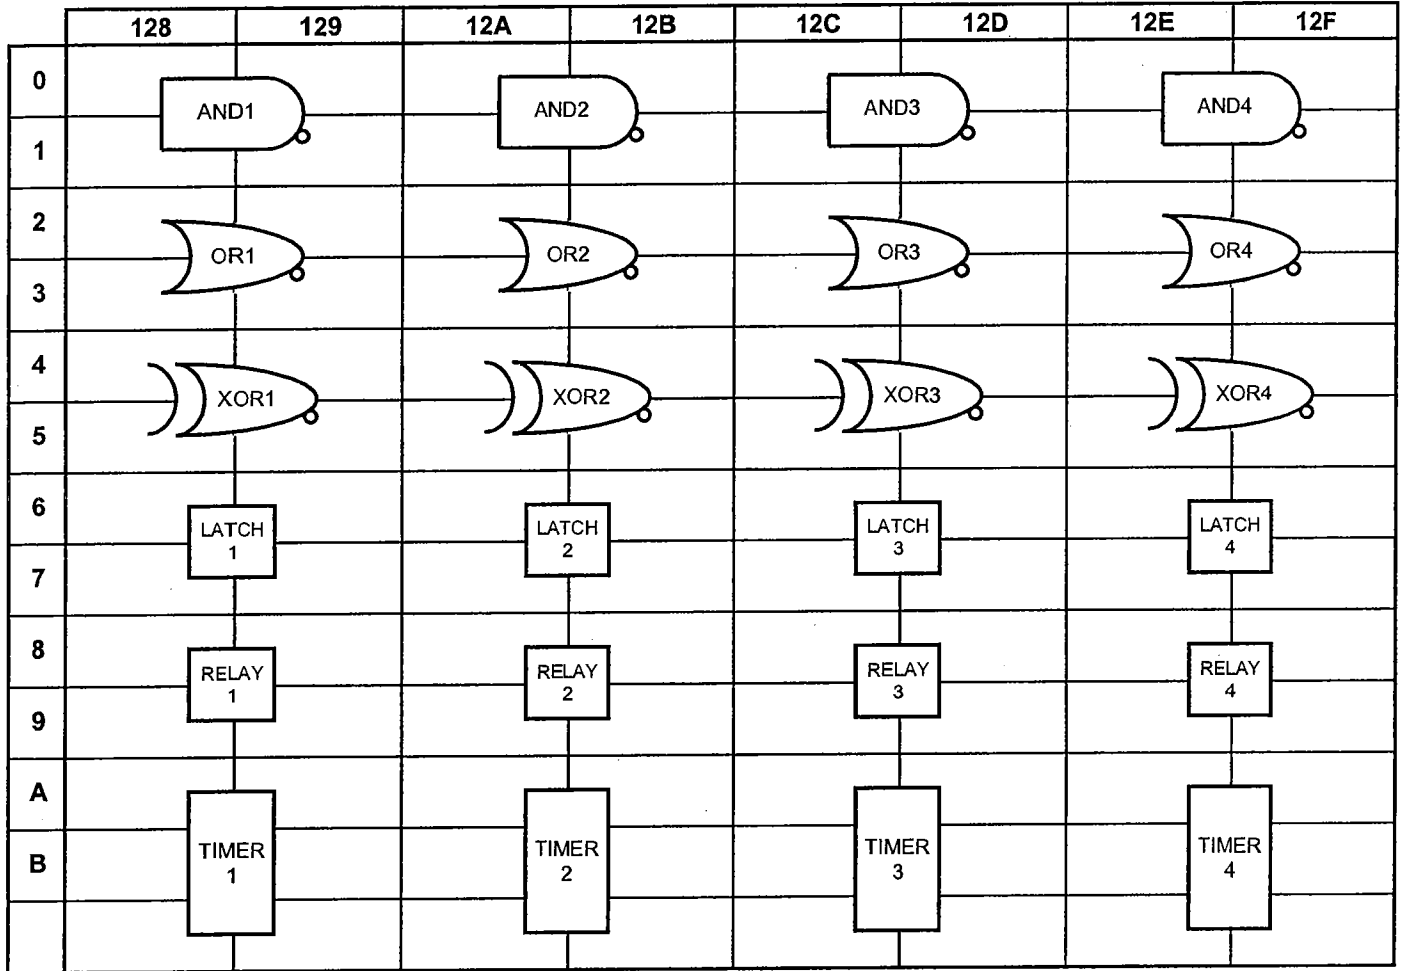 128 129 12A 12B 12C 12D 12E 12F
0
AND1 AND2 AND3 AND4
1
2
OR1 OR2 OR3 OR4
3
4
XOR1 XOR2 XOR3 XOR4
5
6
LATCH LATCH LATCH LATCH
1 2 3 4
7
8
RELAY RELAY RELAY RELAY
1 2 3 4
9
A
TIMER TIMER TIMER TIMER
B
1 2 3 4